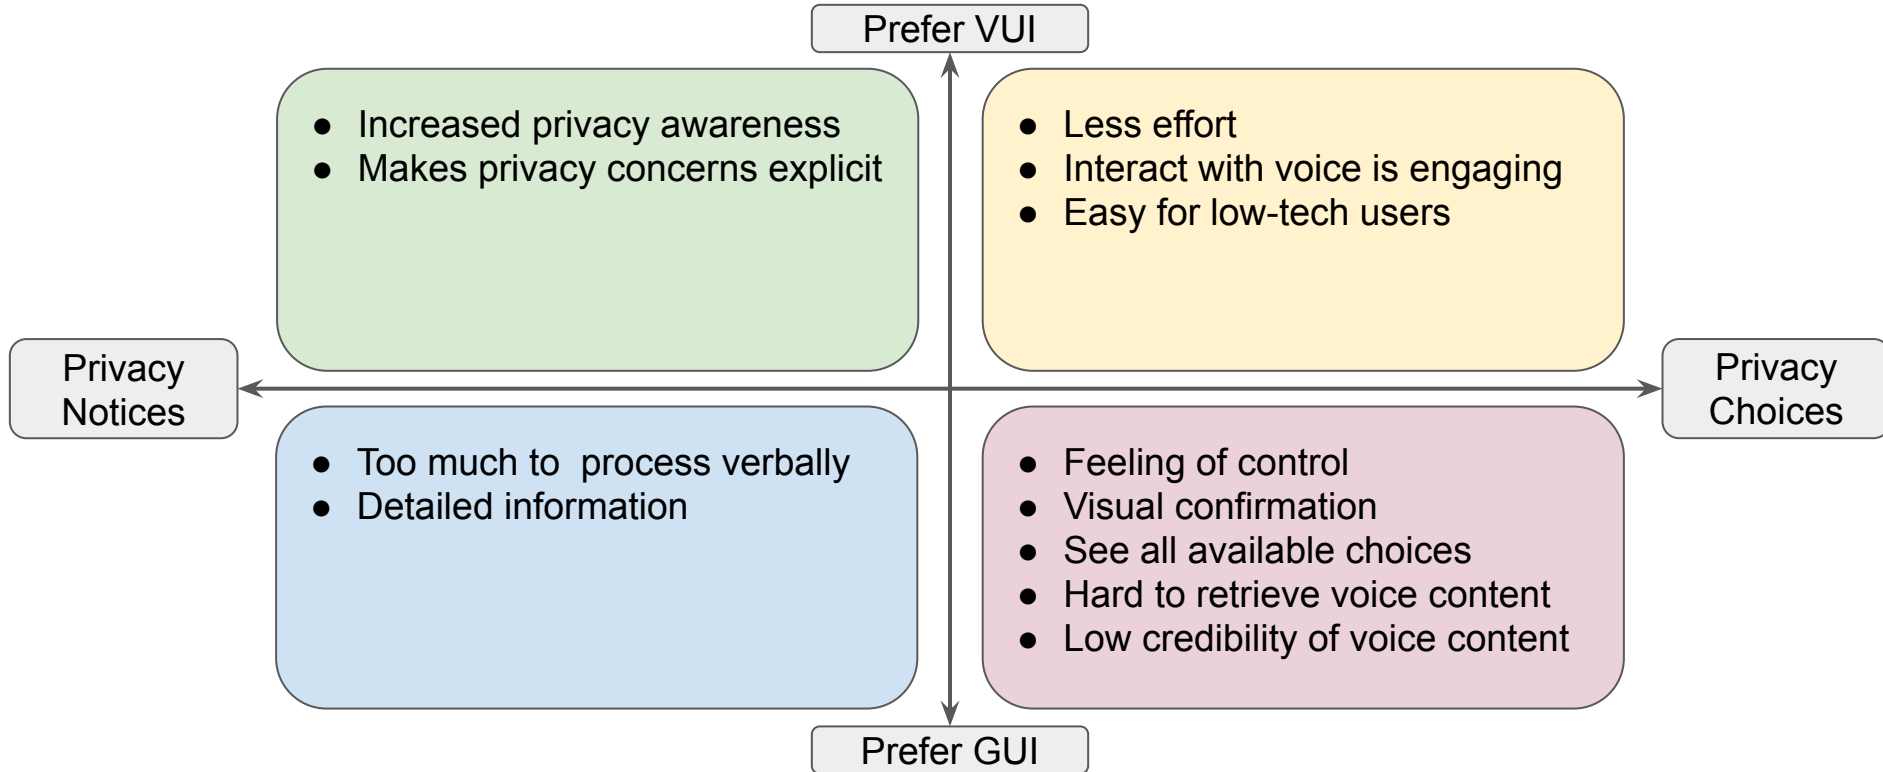 Prefer VUI
● Increased privacy awareness
● Makes privacy concerns explicit
● Less effort
● Interact with voice is engaging
● Easy for low-tech users
Privacy
Notices
Privacy
Choices
● Too much to  process verbally
● Detailed information
● Feeling of control
● Visual confirmation
● See all available choices
● Hard to retrieve voice content
● Low credibility of voice content
Prefer GUI